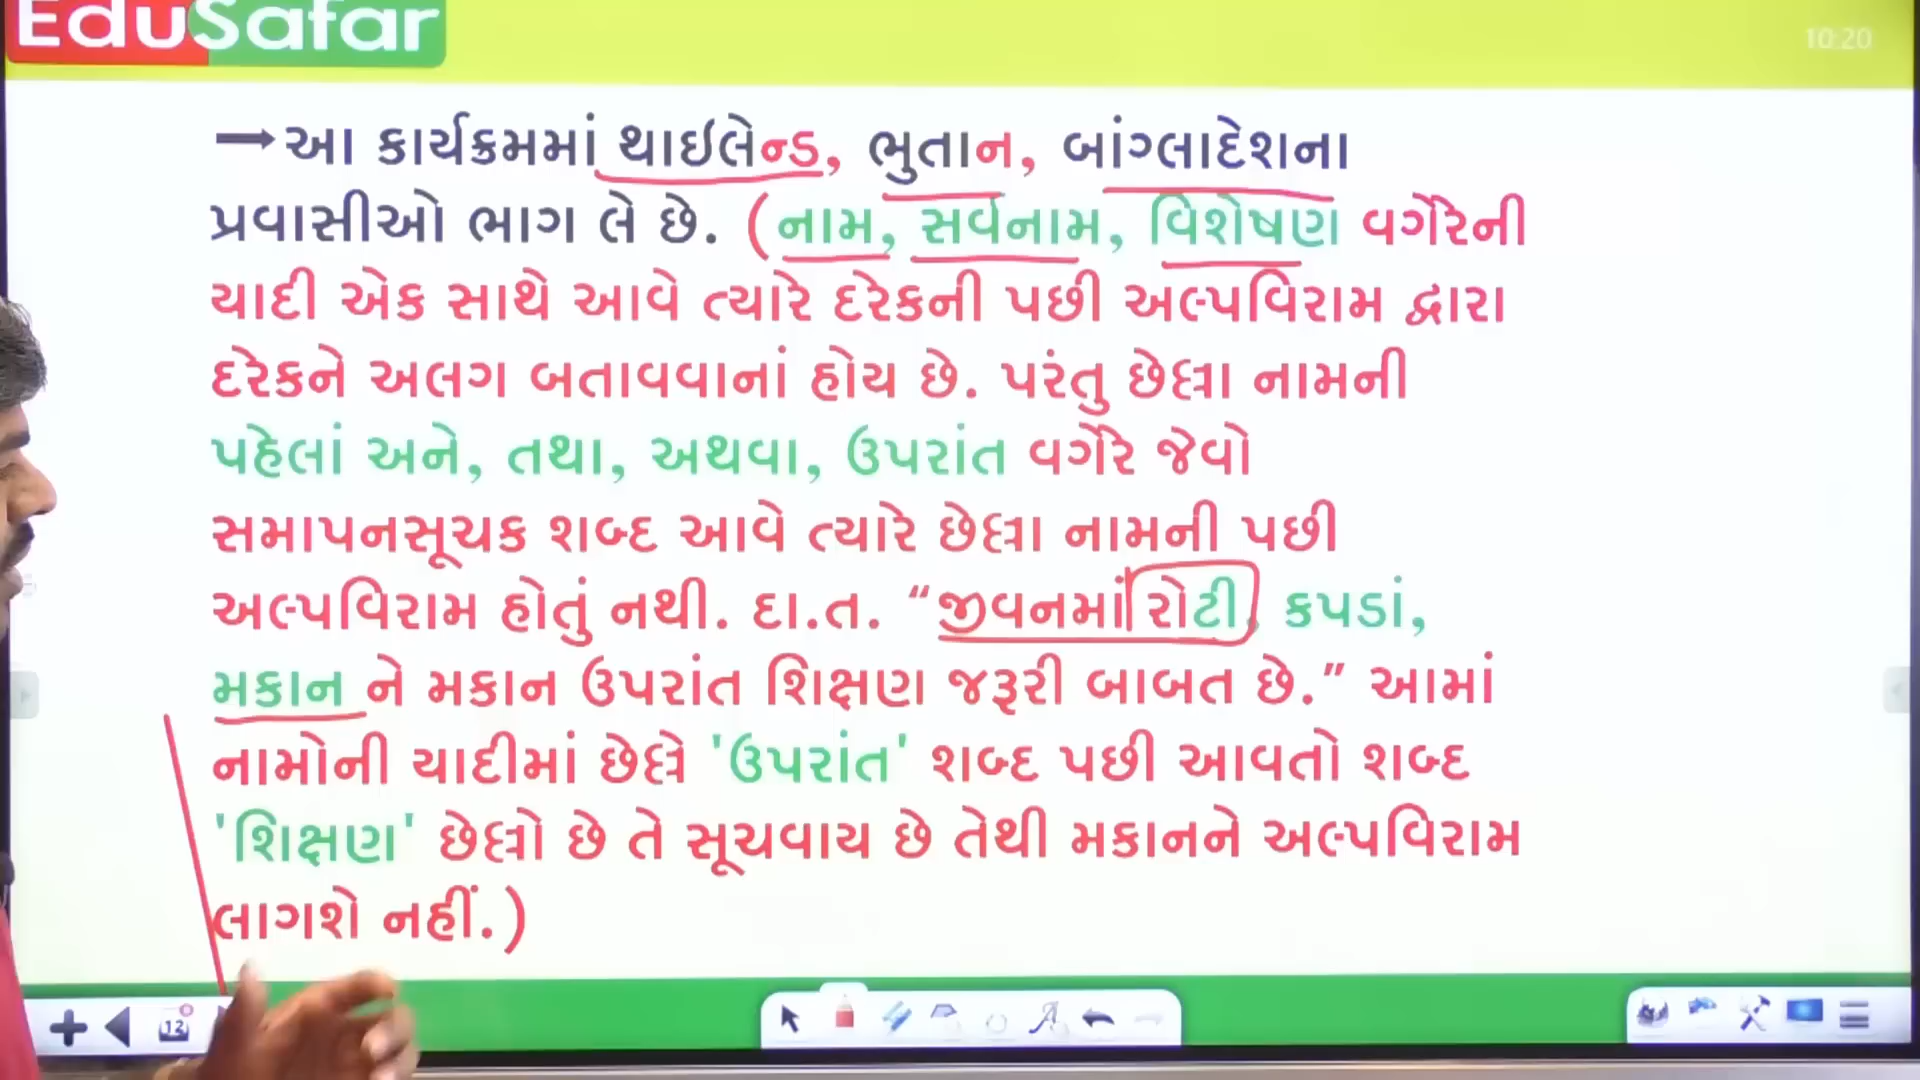 EduSafar
10:20
→આ કાર્યક્રમમાં થાઇલેન્ડ, ભુતાન, બાંગ્લાદેશના
પ્રવાસીઓ ભાગ લે છે. (નામ, સર્વનામ, વિશેષણ વગેરેની
યાદી એક સાથે આવે ત્યારે દરેકની પછી અલ્પવિરામ દ્વારા
દરેકને અલગ બતાવવાનાં હોય છે. પરંતુ છેલ્લા નામની
પહેલાં અને, તથા, અથવા, ઉપરાંત વગેરે જેવો
સમાપનસૂચક શબ્દ આવે ત્યારે છેલ્લા નામની પછી
અલ્પવિરામ હોતું નથી. દા.ત. “જીવનમાં રોટી, કપડાં,
મકાન ને મકાન ઉપરાંત શિક્ષણ જરૂરી બાબત છે.” આમાં
નામોની યાદીમાં છેલ્લે 'ઉપરાંત' શબ્દ પછી આવતો શબ્દ
'શિક્ષણ' છેલ્લો છે તે સૂચવાય છે તેથી મકાનને અલ્પવિરામ
લાગશે નહીં.)
12